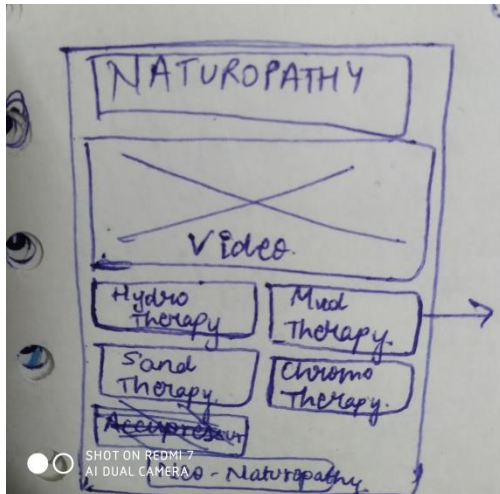 NATUROPATHY
Video.
Hydro
Therapy
Mud
Therapy.
Sand
Therapy.
Chromo
Therapy.
Accupressur
- Naturopathy.
SHOT ON REDMI 7
AI DUAL CAMERA